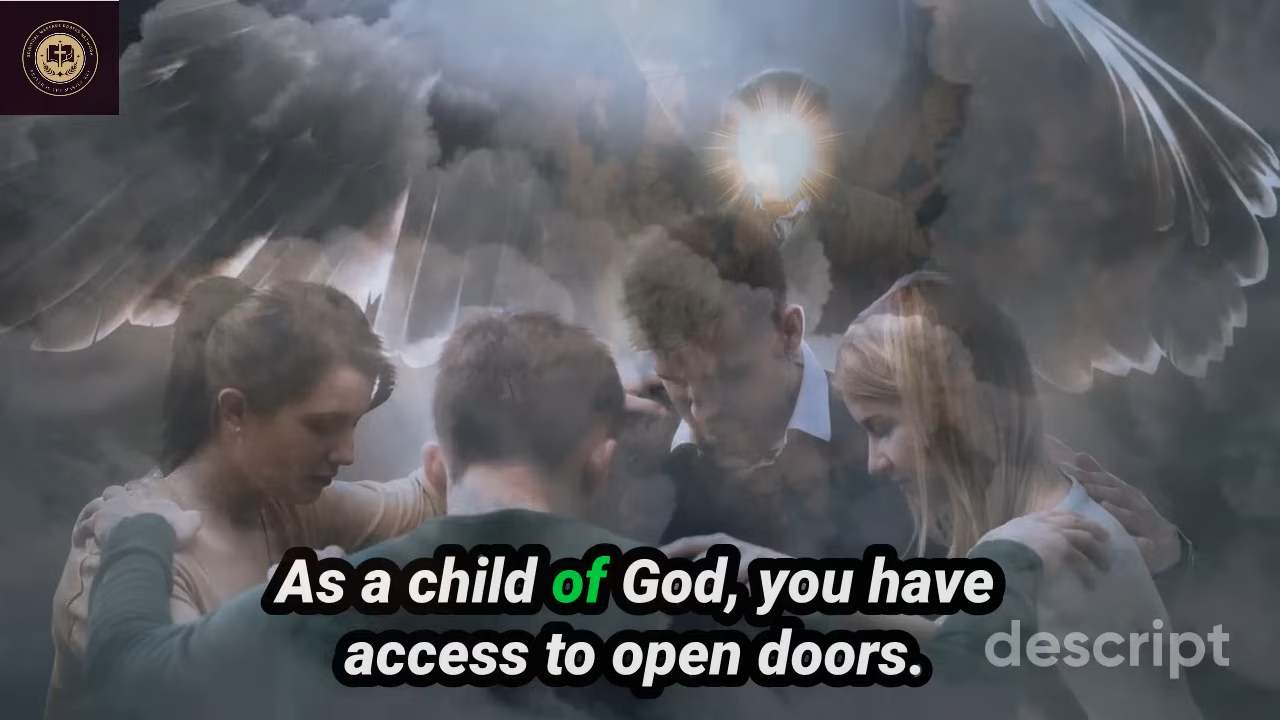 As a child of God, you have
access to open doors.
descript